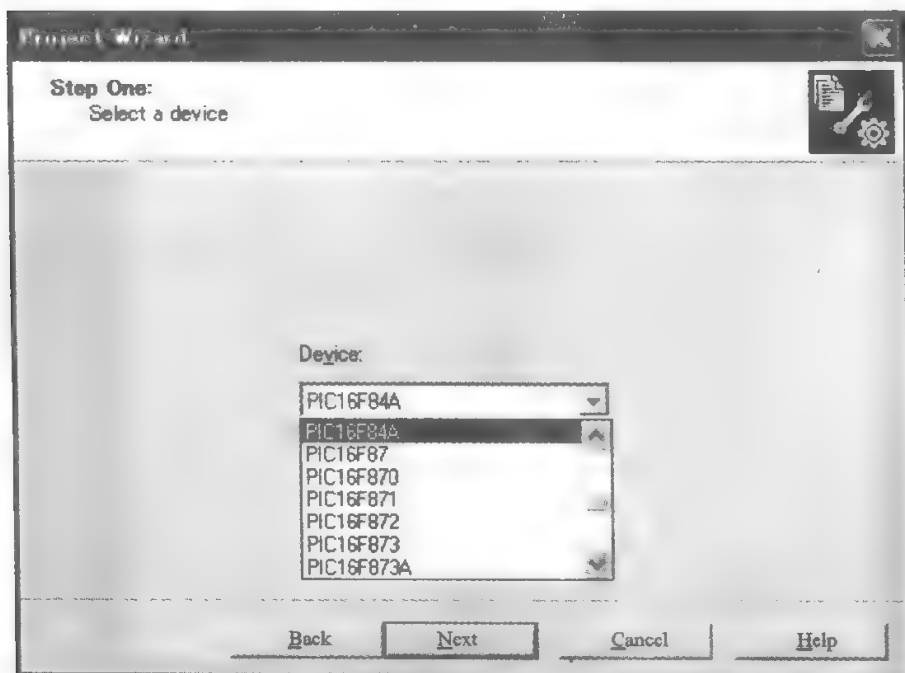 Project Wizard
Step One:
Select a device
Device:
PIC16F84A
PIC16F84A
PIC16F87
PIC16F870
PIC16F871
PIC16F872
PIC16F873
PIC16F873A
Back Next Cancel Help